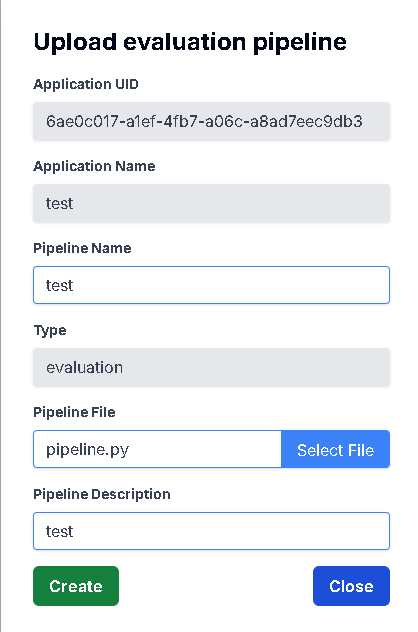 Upload evaluation pipeline
Application UID
6ae0c017-a1ef-4fb7-a06c-a8ad7eec9db3
Application Name
test
Pipeline Name
test
Type
evaluation
Pipeline File
pipeline.py Select File
Pipeline Description
test
Create Close